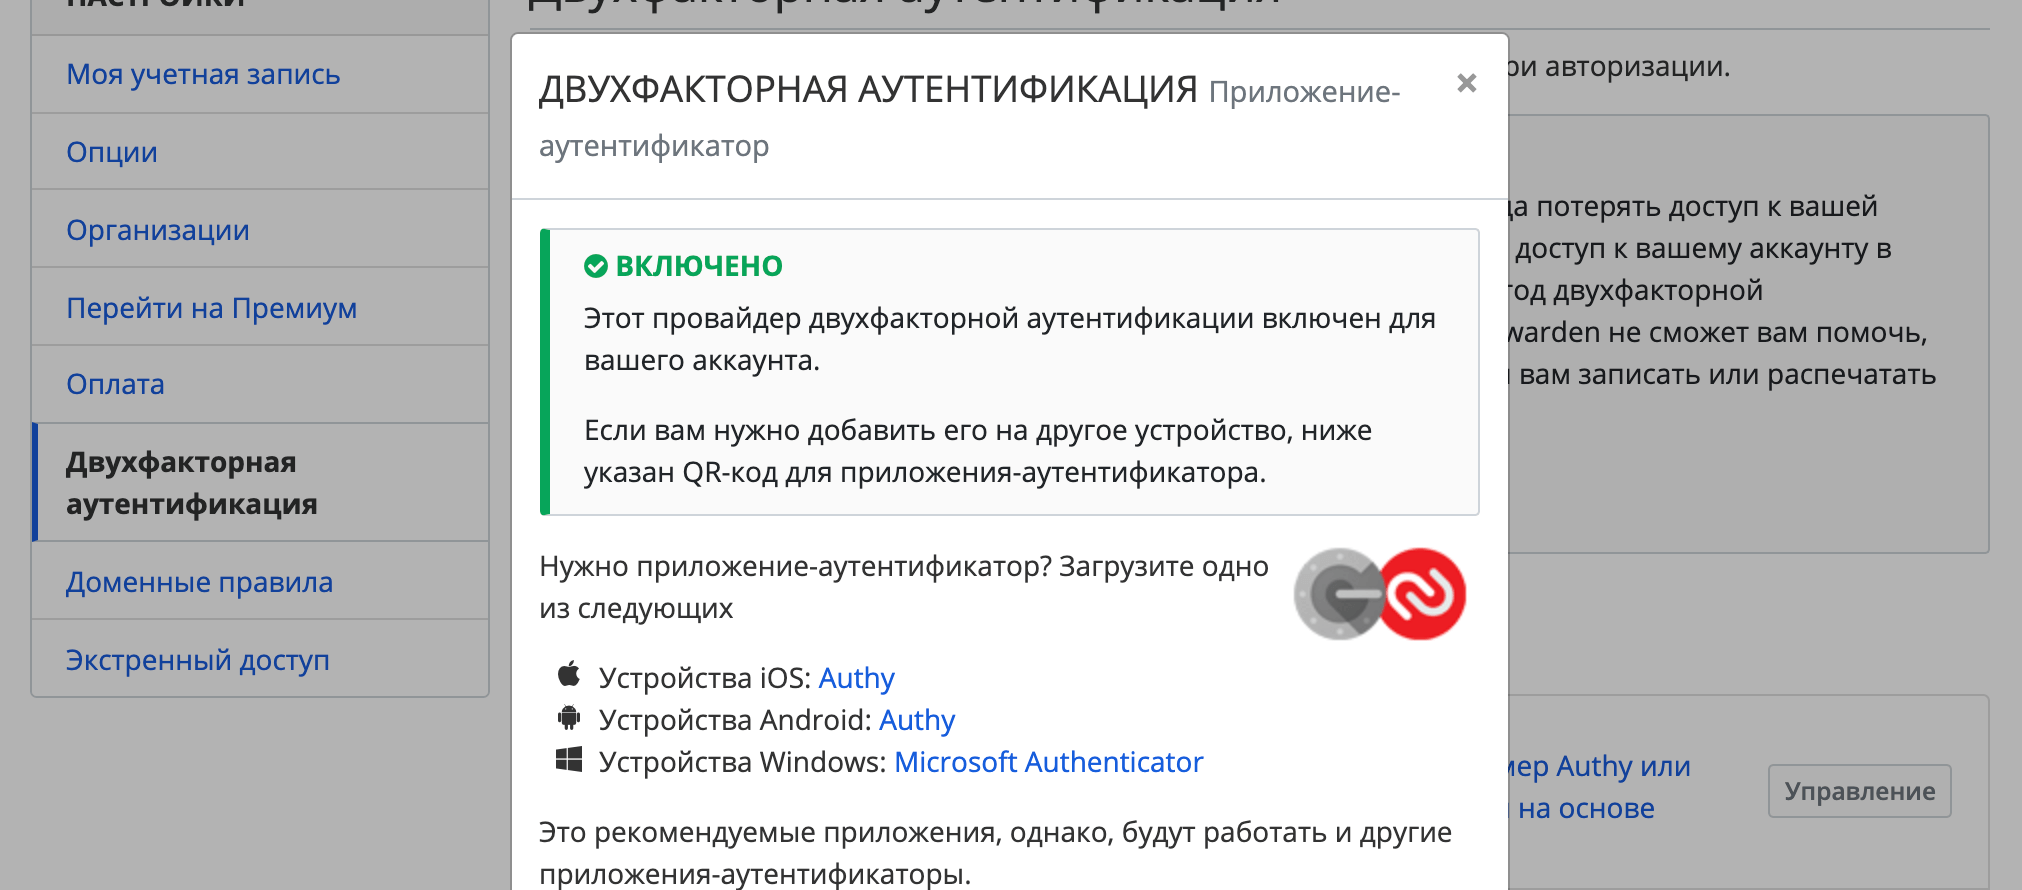 НАСТРОЙКИ
Моя учетная запись
Опции
Организации
Перейти на Премиум
Оплата
Двухфакторная
аутентификация
Доменные правила
Экстренный доступ
Двухфакторная аутентификация
ДВУХФАКТОРНАЯ АУТЕНТИФИКАЦИЯ Приложение-
аутентификатор
×
ВКЛЮЧЕНО
Этот провайдер двухфакторной аутентификации включен для
вашего аккаунта.
Если вам нужно добавить его на другое устройство, ниже
указан QR-код для приложения-аутентификатора.
Нужно приложение-аутентификатор? Загрузите одно
из следующих
Устройства iOS: Authy
Устройства Android: Authy
Устройства Windows: Microsoft Authenticator
Это рекомендуемые приложения, однако, будут работать и другие
приложения-аутентификаторы.
ри авторизации.
потерять доступ к вашей
доступ к вашему аккаунту в
од двухфакторной
warden не сможет вам помочь,
вам записать или распечатать
мер Authy или
на основе
Управление